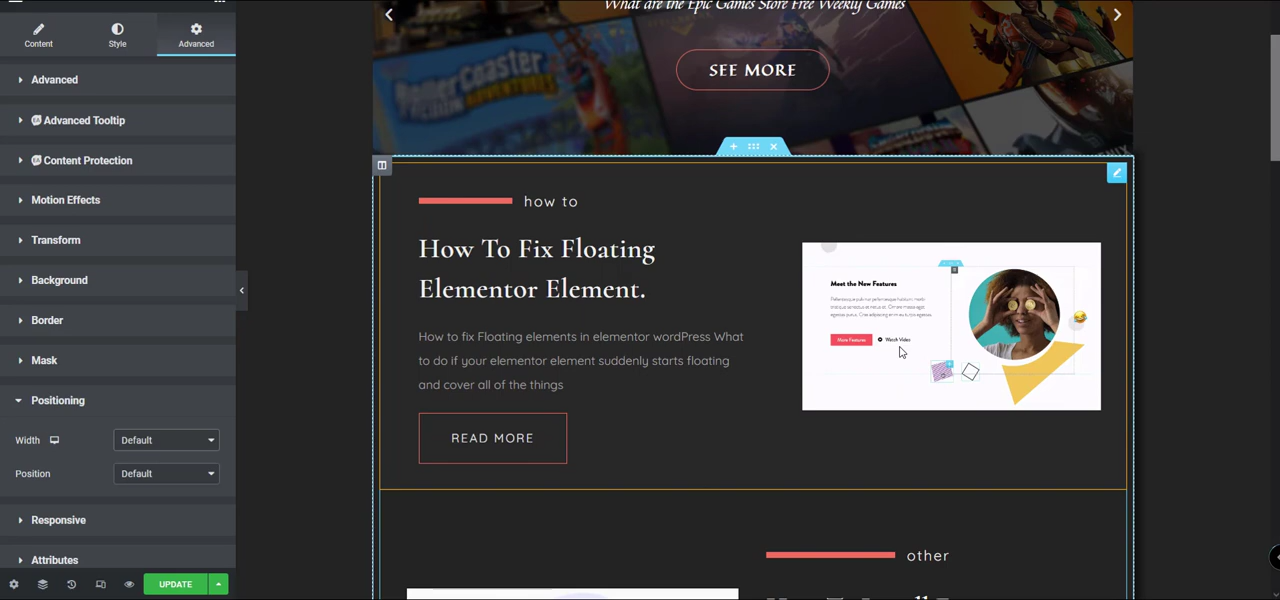 Content
Style
Advanced
Advanced
Advanced Tooltip
Content Protection
Motion Effects
Transform
Background
Border
Mask
Positioning
Width
Default
Position
Default
Responsive
Attributes
UPDATE
What are the Epic Games Store Free Weekly Games
SEE MORE
how to
How To Fix Floating
Elementor Element.
How to fix Floating elements in elementor wordPress What
to do if your elementor element suddenly starts floating
and cover all of the things
READ MORE
Meet the New Features
More Features
Watch Video
other